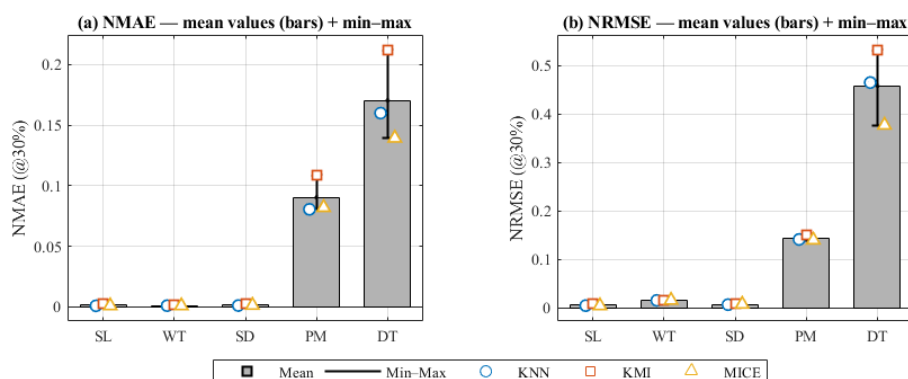 (a) NMAE — mean values (bars) + min–max
NMAE (@30%)
0.2
0.15
0.1
0.05
0
SL WT SD PM DT
(b) NRMSE — mean values (bars) + min–max
NRMSE (@30%)
0.5
0.4
0.3
0.2
0.1
0
SL WT SD PM DT
Mean Min–Max KNN KMI MICE